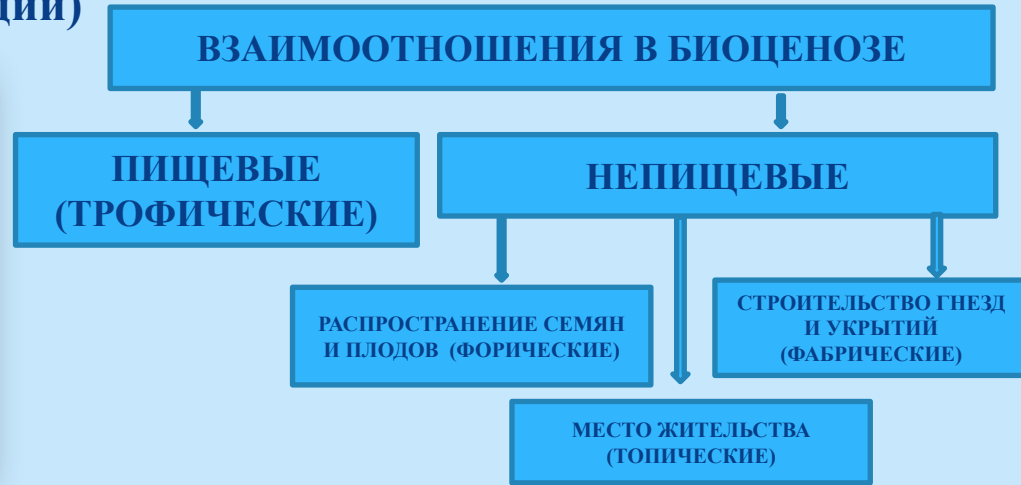 ции)
ВЗАИМООТНОШЕНИЯ В БИОЦЕНОЗЕ
ПИЩЕВЫЕ
(ТРОФИЧЕСКИЕ)
НЕПИЩЕВЫЕ
РАСПРОСТРАНЕНИЕ СЕМЯН
И ПЛОДОВ (ФОРИЧЕСКИЕ)
СТРОИТЕЛЬСТВО ГНЕЗД
И УКРЫТИЙ
(ФАБРИЧЕСКИЕ)
МЕСТО ЖИТЕЛЬСТВА
(ТОПИЧЕСКИЕ)